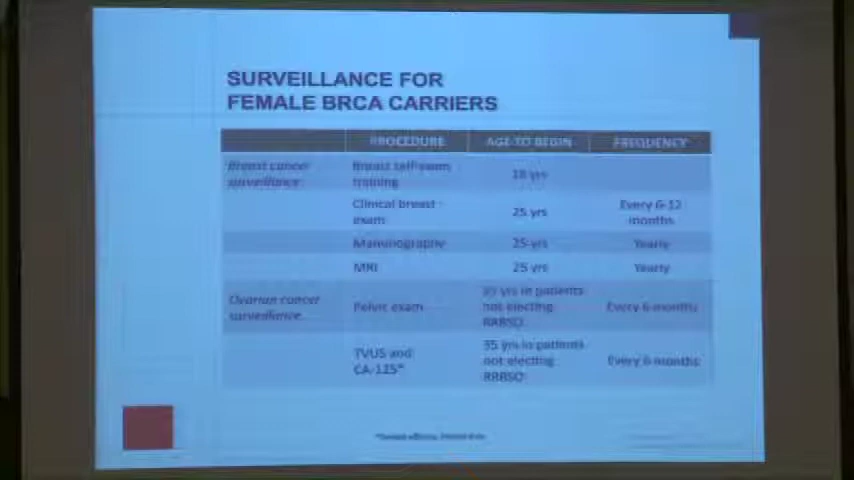 SURVEILLANCE FOR
FEMALE BRCA CARRIERS
PROCEDURE AGE TO BEGIN FREQUENCY
Breast cancer surveillance Breast self-exam training 18 yrs
Clinical breast exam 25 yrs Every 6-12 months
Mammography 25 yrs Yearly
MRI 25 yrs Yearly
Ovarian cancer surveillance Pelvic exam 35 yrs in patients not electing RRBSO Every 6 months
TVUS and CA-125* 35 yrs in patients not electing RRBSO Every 6 months